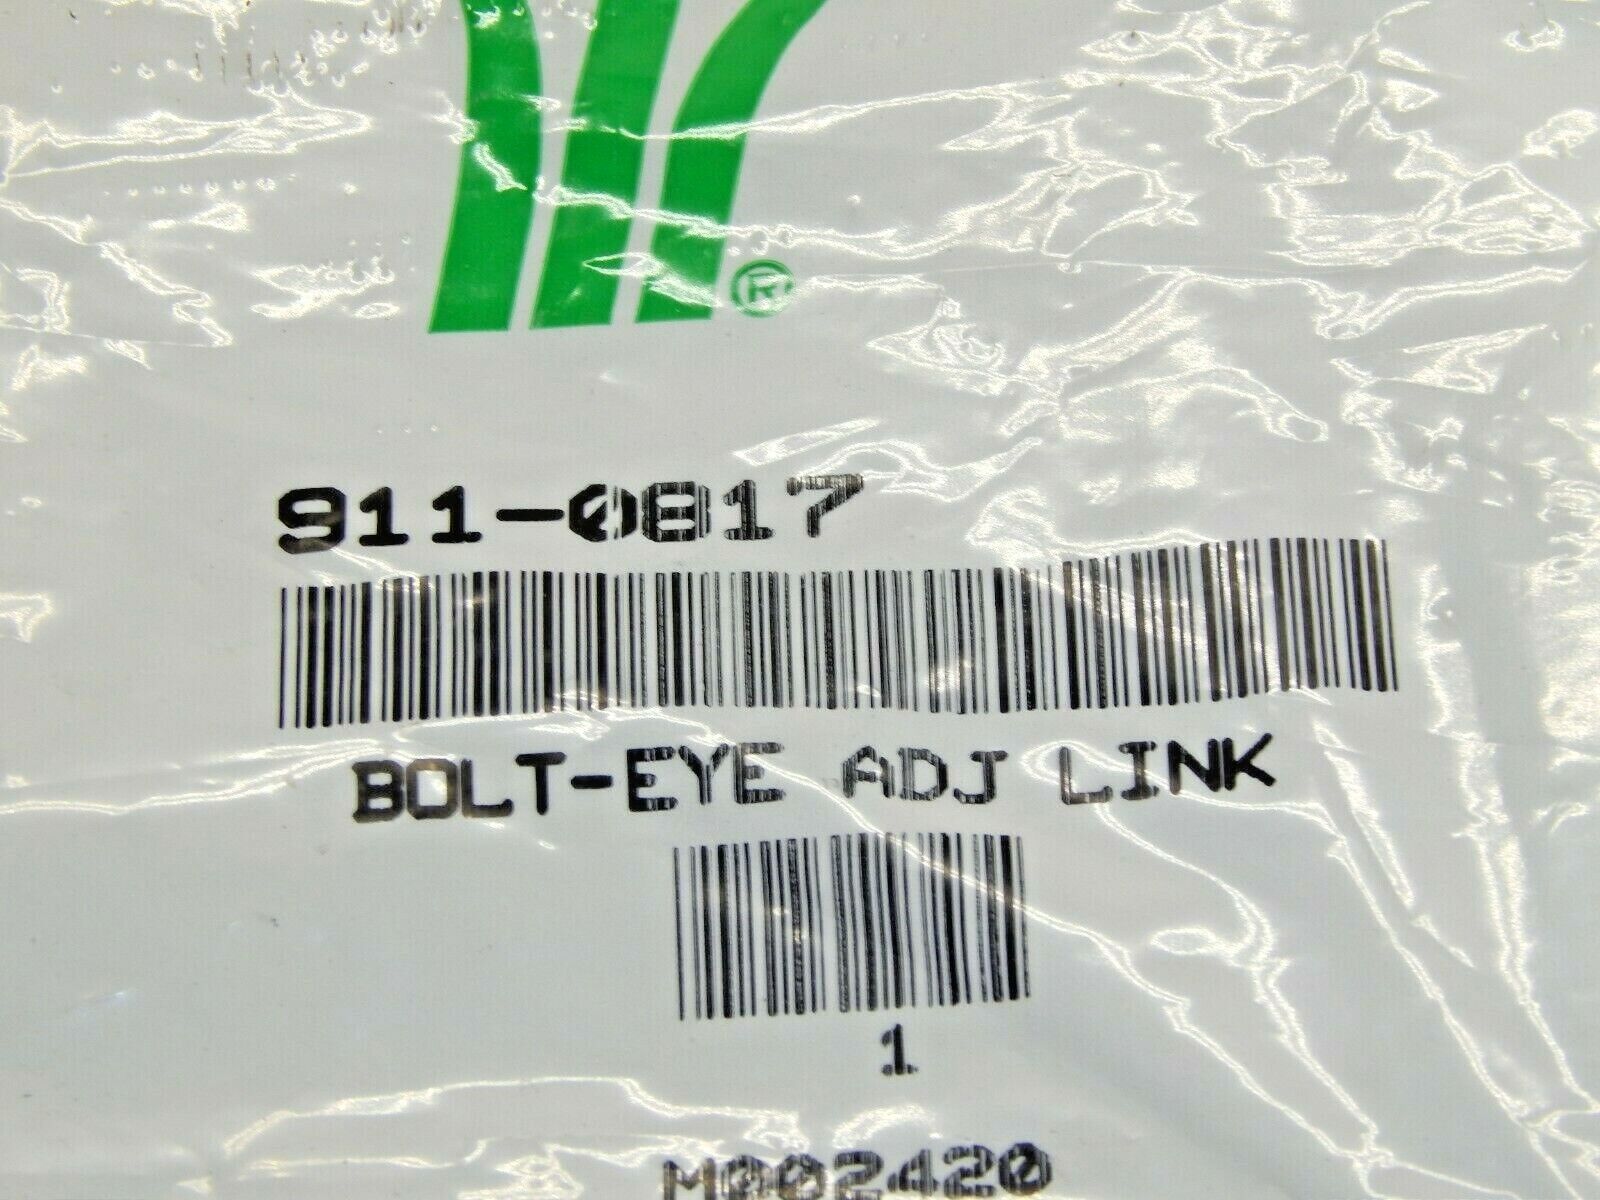 ®
911-0817
BOLT-EYE ADJ LINK
1
M002420